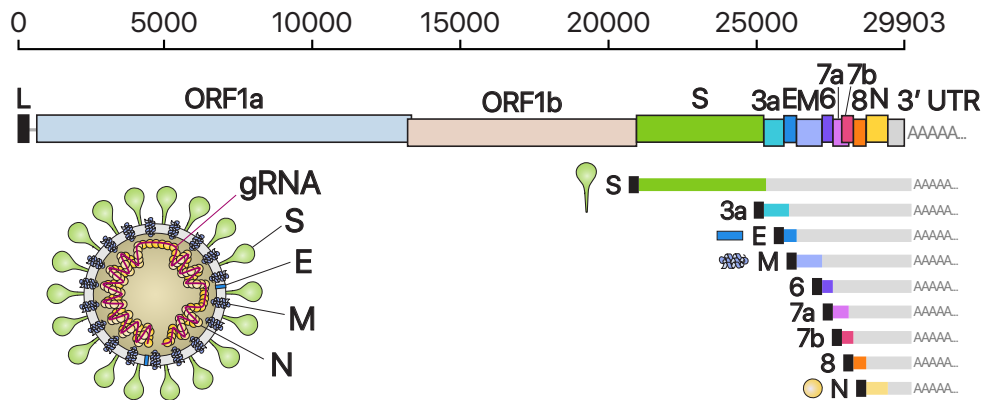 0 5000 10000 15000 20000 25000 29903
7a 7b
L ORF1a ORF1b S 3a E M 6 8 N 3′ UTR
AAAAA...
gRNA
S
E
M
N
S AAAAA...
3a AAAAA...
E AAAAA...
M AAAAA...
6 AAAAA...
7a AAAAA...
7b AAAAA...
8 AAAAA...
N AAAAA...